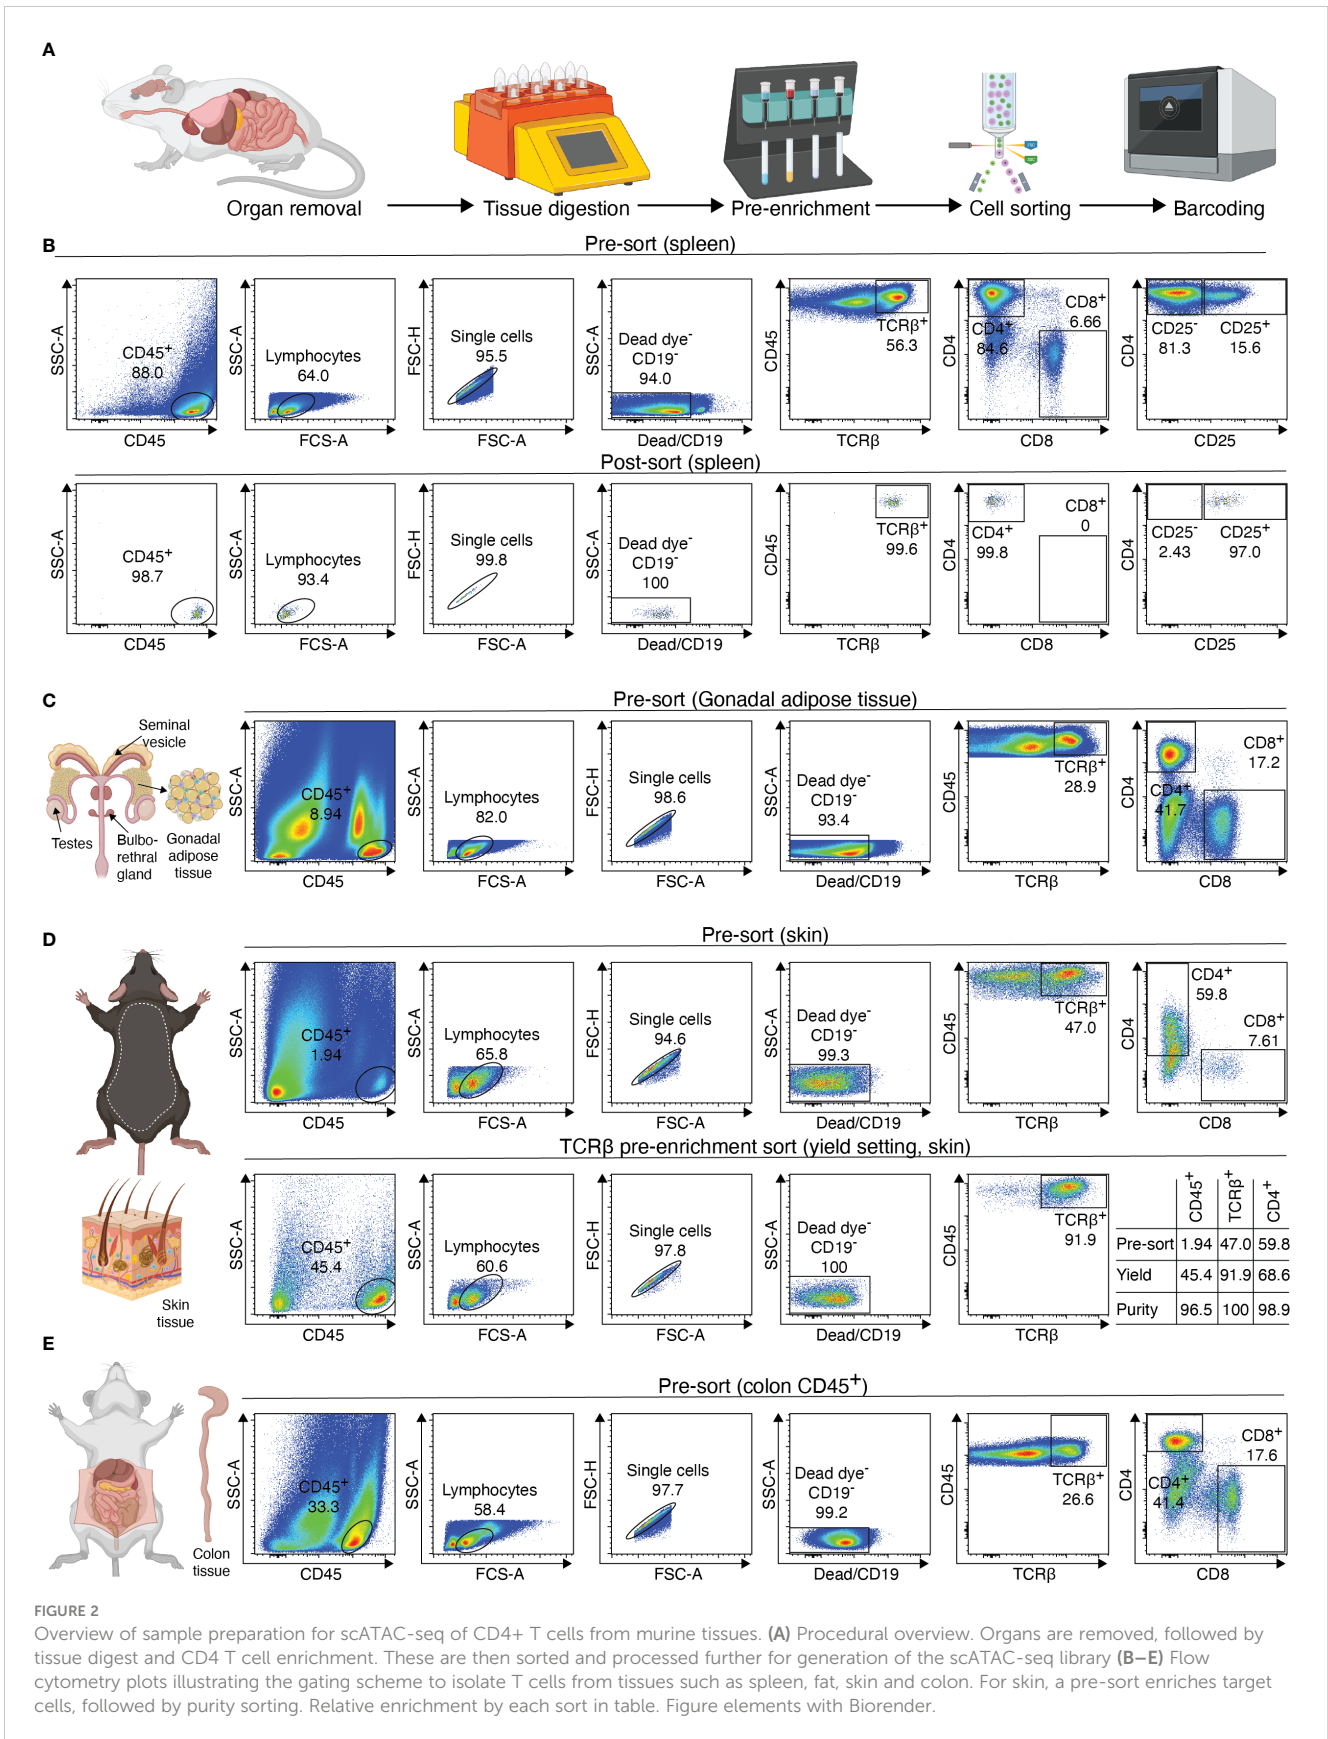 A
Organ removal
Tissue digestion
Pre-enrichment
Cell sorting
Barcoding
B
Pre-sort (spleen)
SSC-A
CD45+
88.0
CD45
SSC-A
Lymphocytes
64.0
FCS-A
FSC-H
Single cells
95.5
FSC-A
SSC-A
Dead dye-
CD19-
94.0
Dead/CD19
CD45
TCRβ+
56.3
TCRβ
CD4
CD4+
84.6
CD8+
6.66
CD8
CD4
CD25-
81.3
CD25+
15.6
CD25
Post-sort (spleen)
SSC-A
CD45+
98.7
CD45
SSC-A
Lymphocytes
93.4
FCS-A
FSC-H
Single cells
99.8
FSC-A
SSC-A
Dead dye-
CD19-
100
Dead/CD19
CD45
TCRβ+
99.6
TCRβ
CD4
CD4+
99.8
CD8+
0
CD8
CD4
CD25-
2.43
CD25+
97.0
CD25
C
Pre-sort (Gonadal adipose tissue)
Seminal
vesicle
Testes
Bulbo-
rethral
gland
Gonadal
adipose
tissue
SSC-A
CD45+
8.94
CD45
SSC-A
Lymphocytes
82.0
FCS-A
FSC-H
Single cells
98.6
FSC-A
SSC-A
Dead dye-
CD19-
93.4
Dead/CD19
CD45
TCRβ+
28.9
TCRβ
CD4
CD4+
41.7
CD8+
17.2
CD8
D
Pre-sort (skin)
SSC-A
CD45+
1.94
CD45
SSC-A
Lymphocytes
65.8
FCS-A
FSC-H
Single cells
94.6
FSC-A
SSC-A
Dead dye-
CD19-
99.3
Dead/CD19
CD45
TCRβ+
47.0
TCRβ
CD4
CD4+
59.8
CD8+
7.61
CD8
TCRβ pre-enrichment sort (yield setting, skin)
Skin
tissue
SSC-A
CD45+
45.4
CD45
SSC-A
Lymphocytes
60.6
FCS-A
FSC-H
Single cells
97.8
FSC-A
SSC-A
Dead dye-
CD19-
100
Dead/CD19
CD45
TCRβ+
91.9
TCRβ
CD45+ TCRβ+ CD4+
Pre-sort 1.94 47.0 59.8
Yield 45.4 91.9 68.6
Purity 96.5 100 98.9
E
Pre-sort (colon CD45+)
Colon
tissue
SSC-A
CD45+
33.3
CD45
SSC-A
Lymphocytes
58.4
FCS-A
FSC-H
Single cells
97.7
FSC-A
SSC-A
Dead dye-
CD19-
99.2
Dead/CD19
CD45
TCRβ+
26.6
TCRβ
CD4
CD4+
41.4
CD8+
17.6
CD8
FIGURE 2
Overview of sample preparation for scATAC-seq of CD4+ T cells from murine tissues. (A) Procedural overview. Organs are removed, followed by
tissue digest and CD4 T cell enrichment. These are then sorted and processed further for generation of the scATAC-seq library (B–E) Flow
cytometry plots illustrating the gating scheme to isolate T cells from tissues such as spleen, fat, skin and colon. For skin, a pre-sort enriches target
cells, followed by purity sorting. Relative enrichment by each sort in table. Figure elements with Biorender.